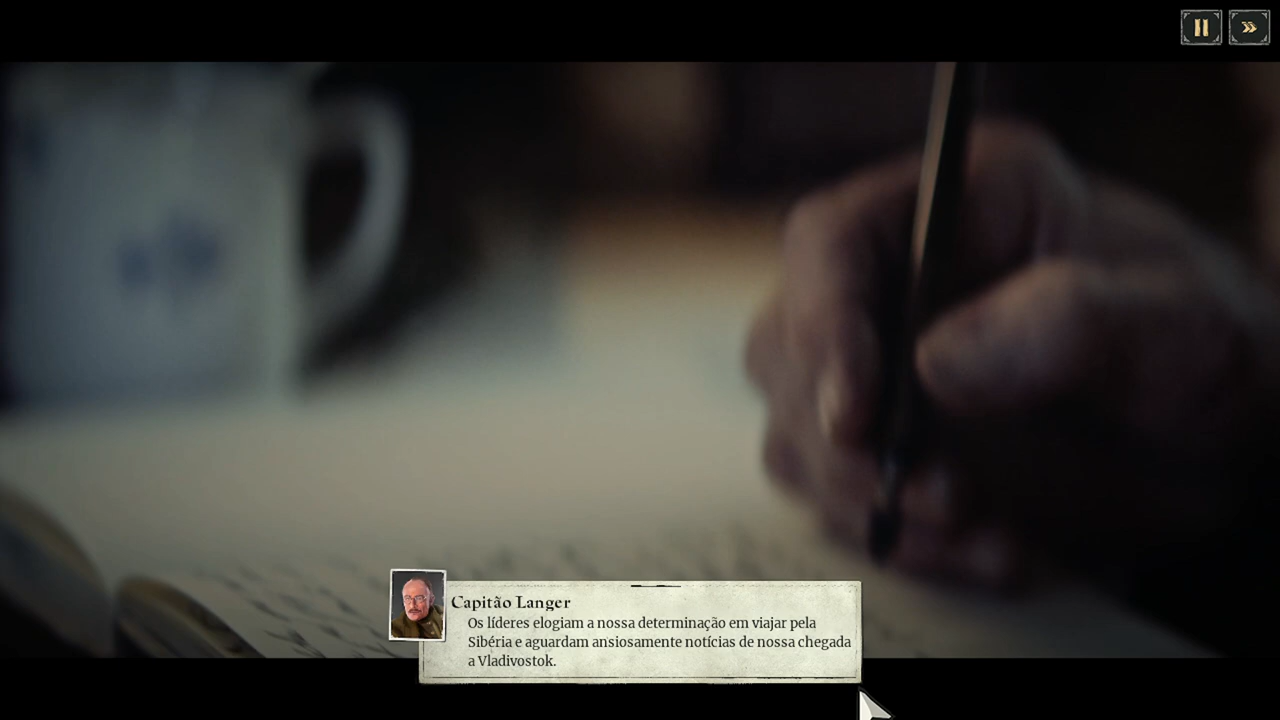 Capitão Langer
Os líderes elogiam a nossa determinação em viajar pela
Sibéria e aguardam ansiosamente notícias de nossa chegada
a Vladivostok.